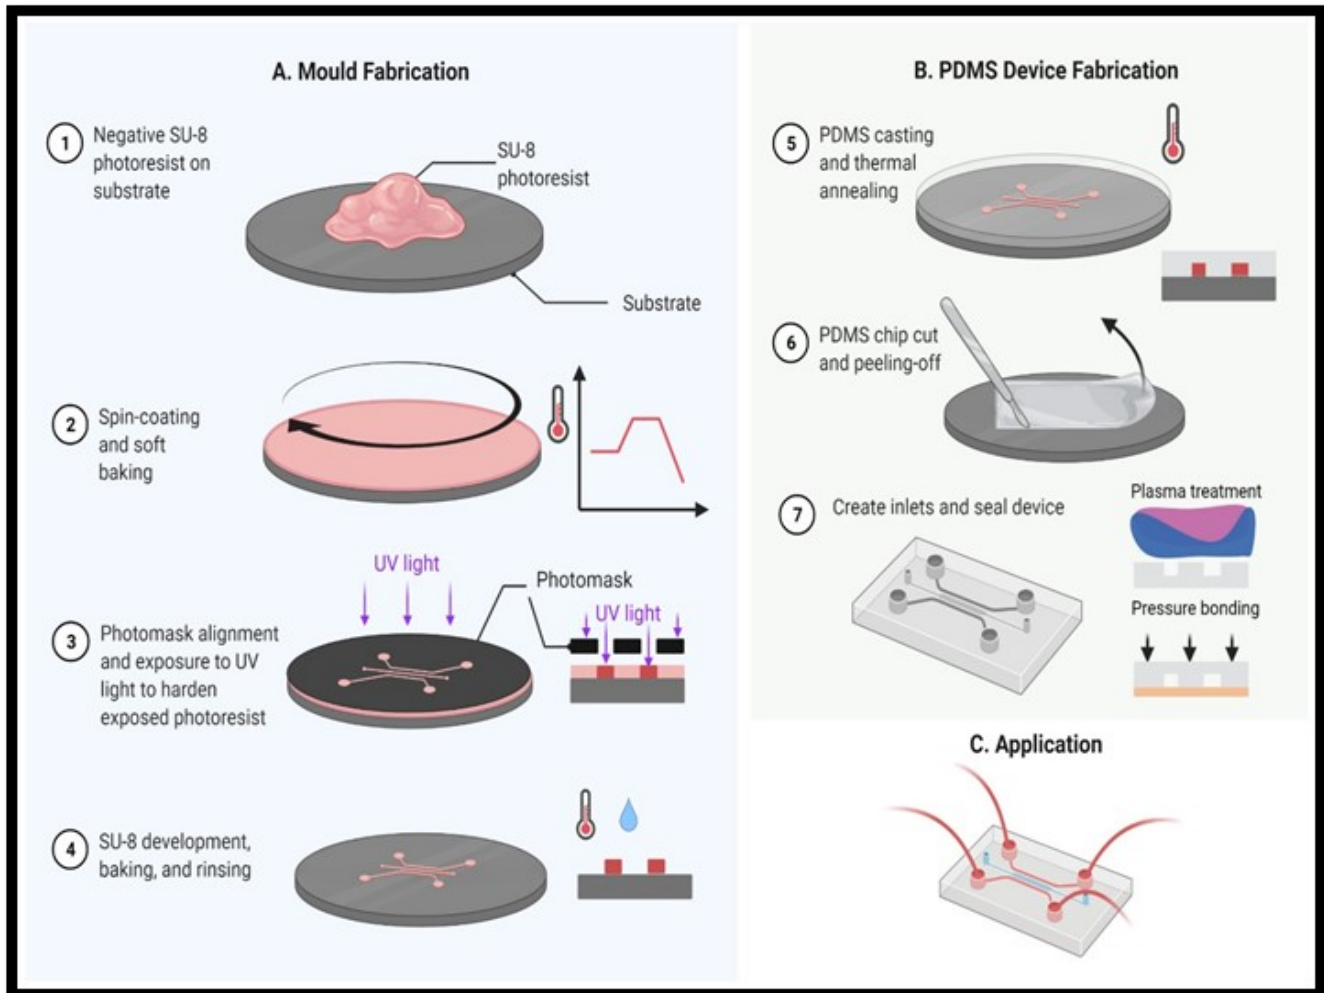 A. Mould Fabrication
1
Negative SU-8
photoresist on
substrate
SU-8
photoresist
Substrate
2
Spin-coating
and soft
baking
UV light
Photomask
UV light
3
Photomask alignment
and exposure to UV
light to harden
exposed photoresist
4
SU-8 development,
baking, and rinsing
B. PDMS Device Fabrication
5
PDMS casting
and thermal
annealing
6
PDMS chip cut
and peeling-off
7
Create inlets and seal device
Plasma treatment
Pressure bonding
C. Application